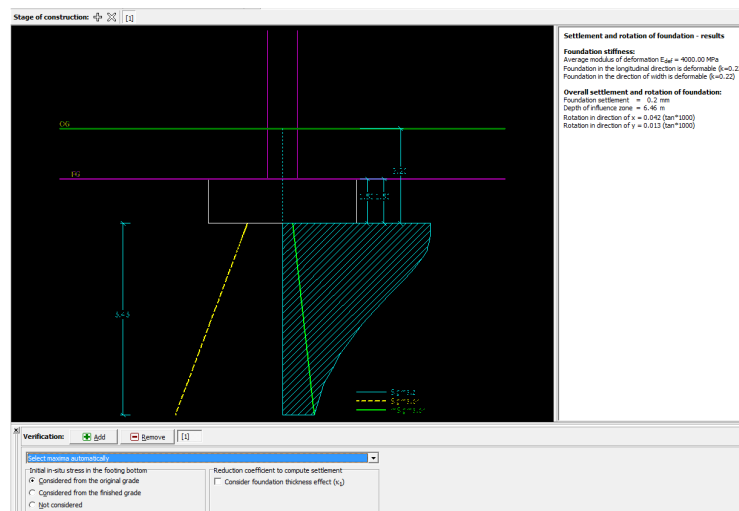 Stage of construction: [1]
Settlement and rotation of foundation - results
Foundation stiffness:
Average modulus of deformation Edef = 4000.00 MPa
Foundation in the longitudinal direction is deformable (k=0.2
Foundation in the direction of width is deformable (k=0.22)
Overall settlement and rotation of foundation:
Foundation settlement = 0.2 mm
Depth of influence zone = 6.46 m
Rotation in direction of x = 0.042 (tan*1000)
Rotation in direction of y = 0.013 (tan*1000)
OG
FG
Verification: Add Remove [1]
Select maxima automatically
Initial in-situ stress in the footing bottom
Considered from the original grade
Considered from the finished grade
Not considered
Reduction coefficient to compute settlement
Consider foundation thickness effect (κ1)